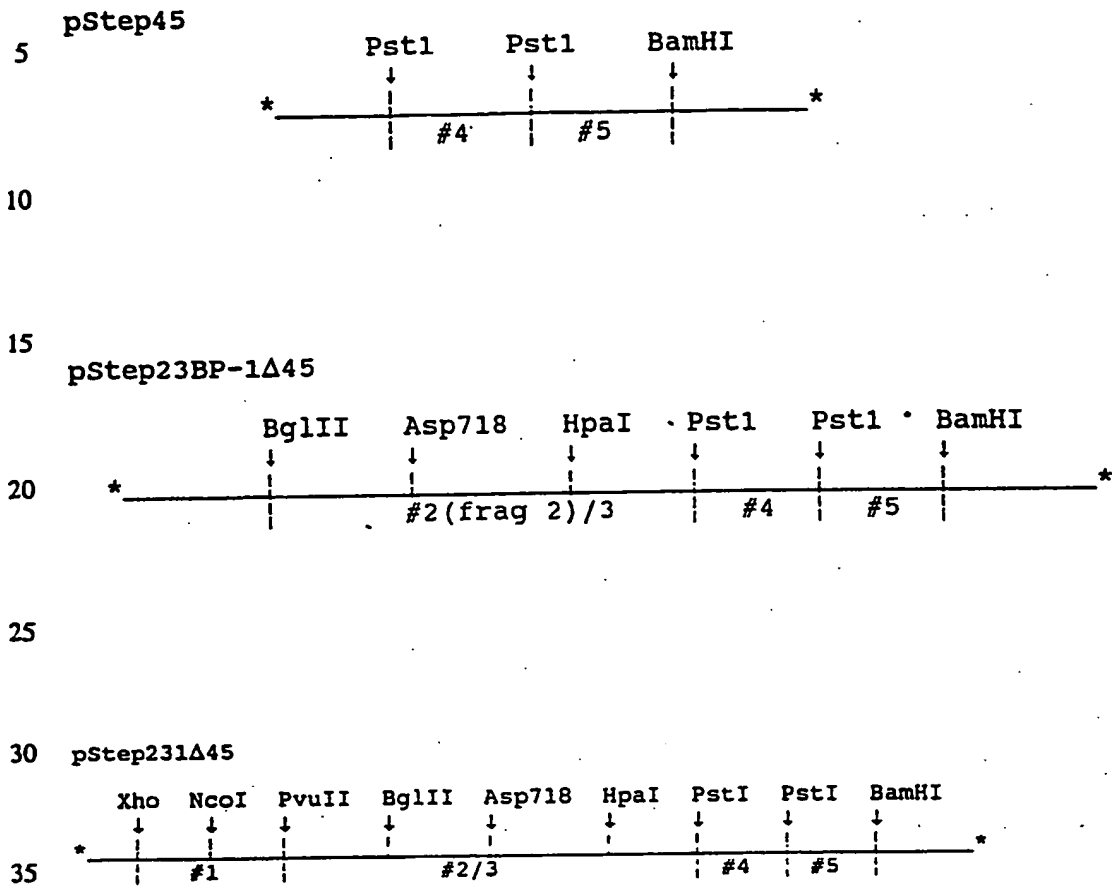 pStep45
5 Pst1 Pst1 BamHI
* *
#4 #5
10
15
pStep23BP-1Δ45
BglII Asp718 HpaI Pst1 Pst1 BamHI
20 * *
#2(frag 2)/3 #4 #5
25
30 pStep231Δ45
Xho NcoI PvuII BglII Asp718 HpaI PstI PstI BamHI
* *
35 #1 #2/3 #4 #5